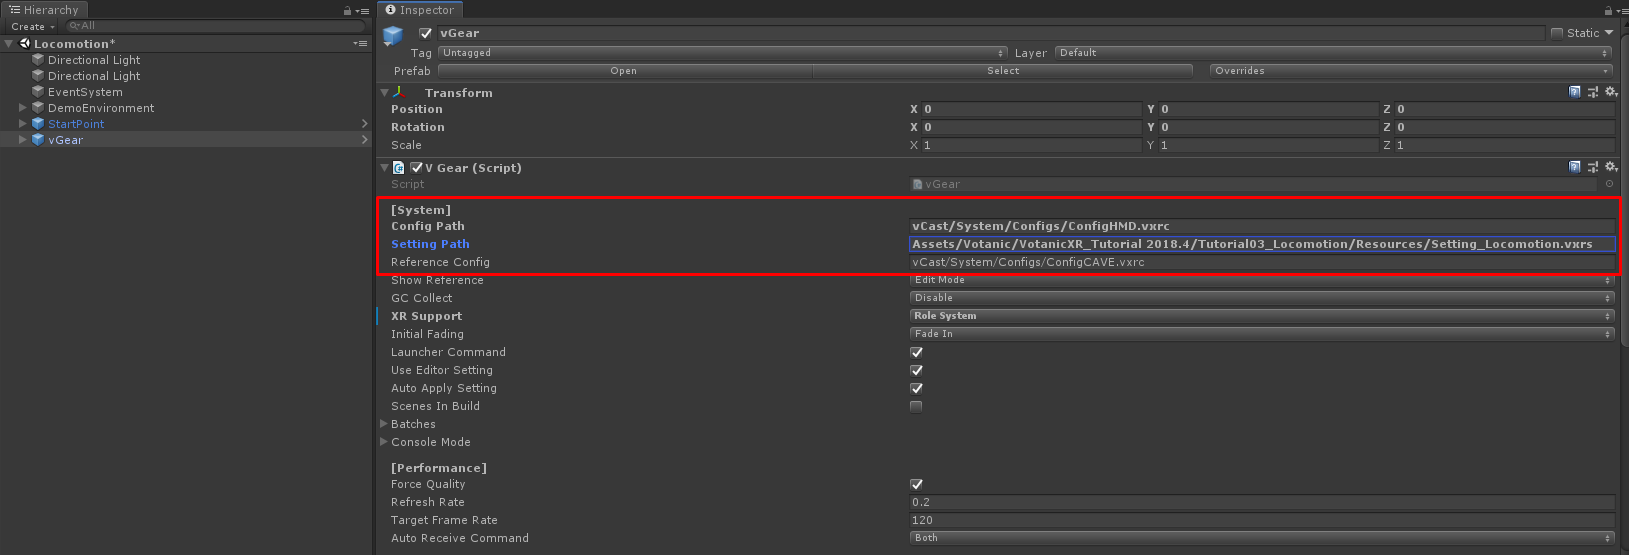 Hierarchy
Create
All
Locomotion*
Directional Light
Directional Light
EventSystem
DemoEnvironment
StartPoint
vGear
Inspector
vGear
Static
Tag Untagged Layer Default
Prefab Open Select Overrides
Transform
Position X 0 Y 0 Z 0
Rotation X 0 Y 0 Z 0
Scale X 1 Y 1 Z 1
V Gear (Script)
Script vGear
[System]
Config Path vCast/System/Configs/ConfigHMD.vxrc
Setting Path Assets/Votanic/VotanicXR_Tutorial 2018.4/Tutorial03_Locomotion/Resources/Setting_Locomotion.vxrs
Reference Config vCast/System/Configs/ConfigCAVE.vxrc
Show Reference Edit Mode
GC Collect Disable
XR Support Role System
Initial Fading Fade In
Launcher Command
Use Editor Setting
Auto Apply Setting
Scenes In Build
Batches
Console Mode
[Performance]
Force Quality
Refresh Rate 0.2
Target Frame Rate 120
Auto Receive Command Both